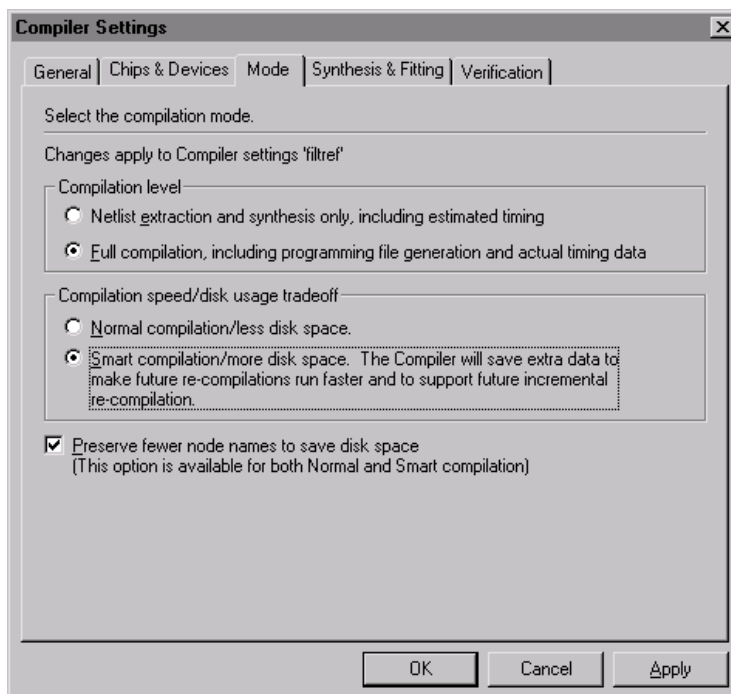 Compiler Settings
General Chips & Devices Mode Synthesis & Fitting Verification
Select the compilation mode.
Changes apply to Compiler settings 'filtref'
Compilation level
Netlist extraction and synthesis only, including estimated timing
Full compilation, including programming file generation and actual timing data
Compilation speed/disk usage tradeoff
Normal compilation/less disk space.
Smart compilation/more disk space. The Compiler will save extra data to
make future re-compilations run faster and to support future incremental
re-compilation.
Preserve fewer node names to save disk space
(This option is available for both Normal and Smart compilation)
OK Cancel Apply